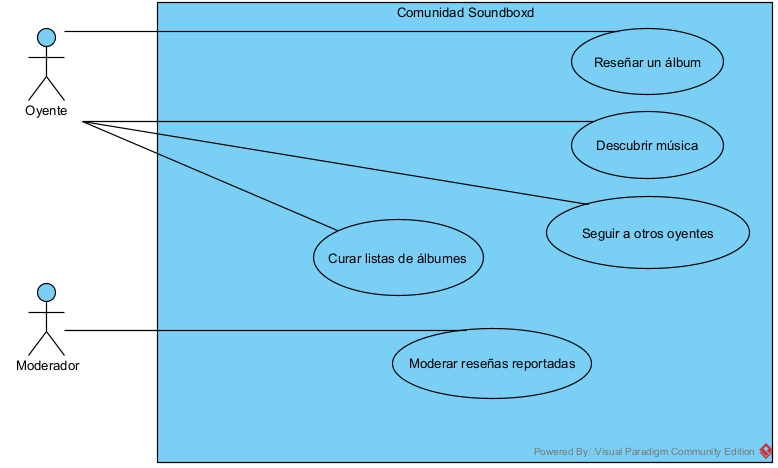 Comunidad Soundboxd
Reseñar un álbum
Oyente
Descubrir música
Seguir a otros oyentes
Curar listas de álbumes
Moderador
Moderar reseñas reportadas
Powered By Visual Paradigm Community Edition